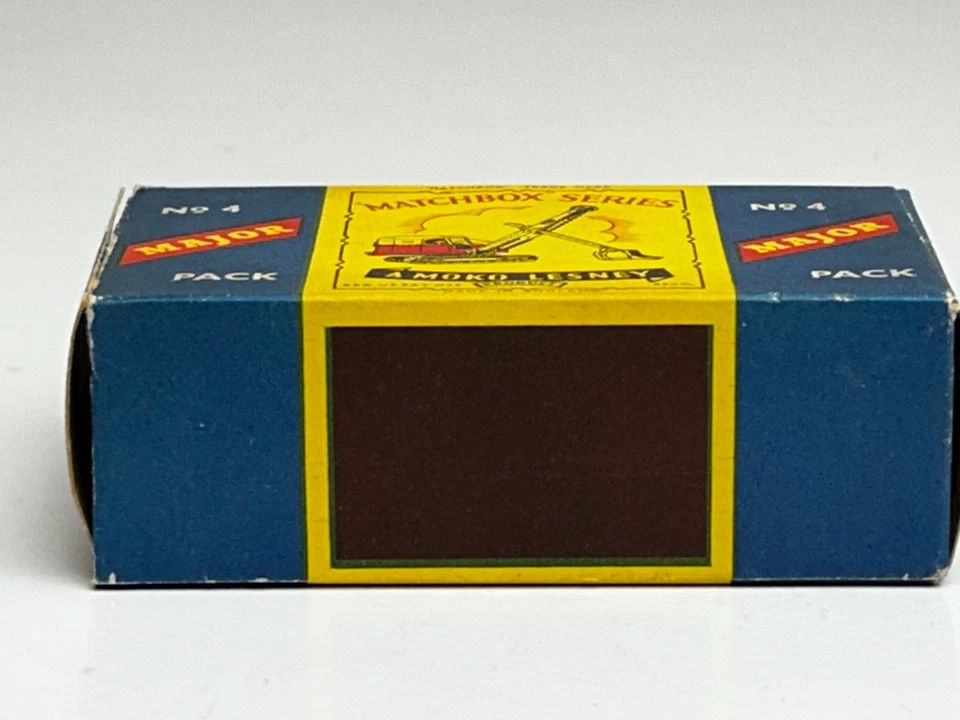 Nº 4
MAJOR
PACK
MATCHBOX SERIES
A MOKO LESNEY
Nº 4
MAJOR
PACK